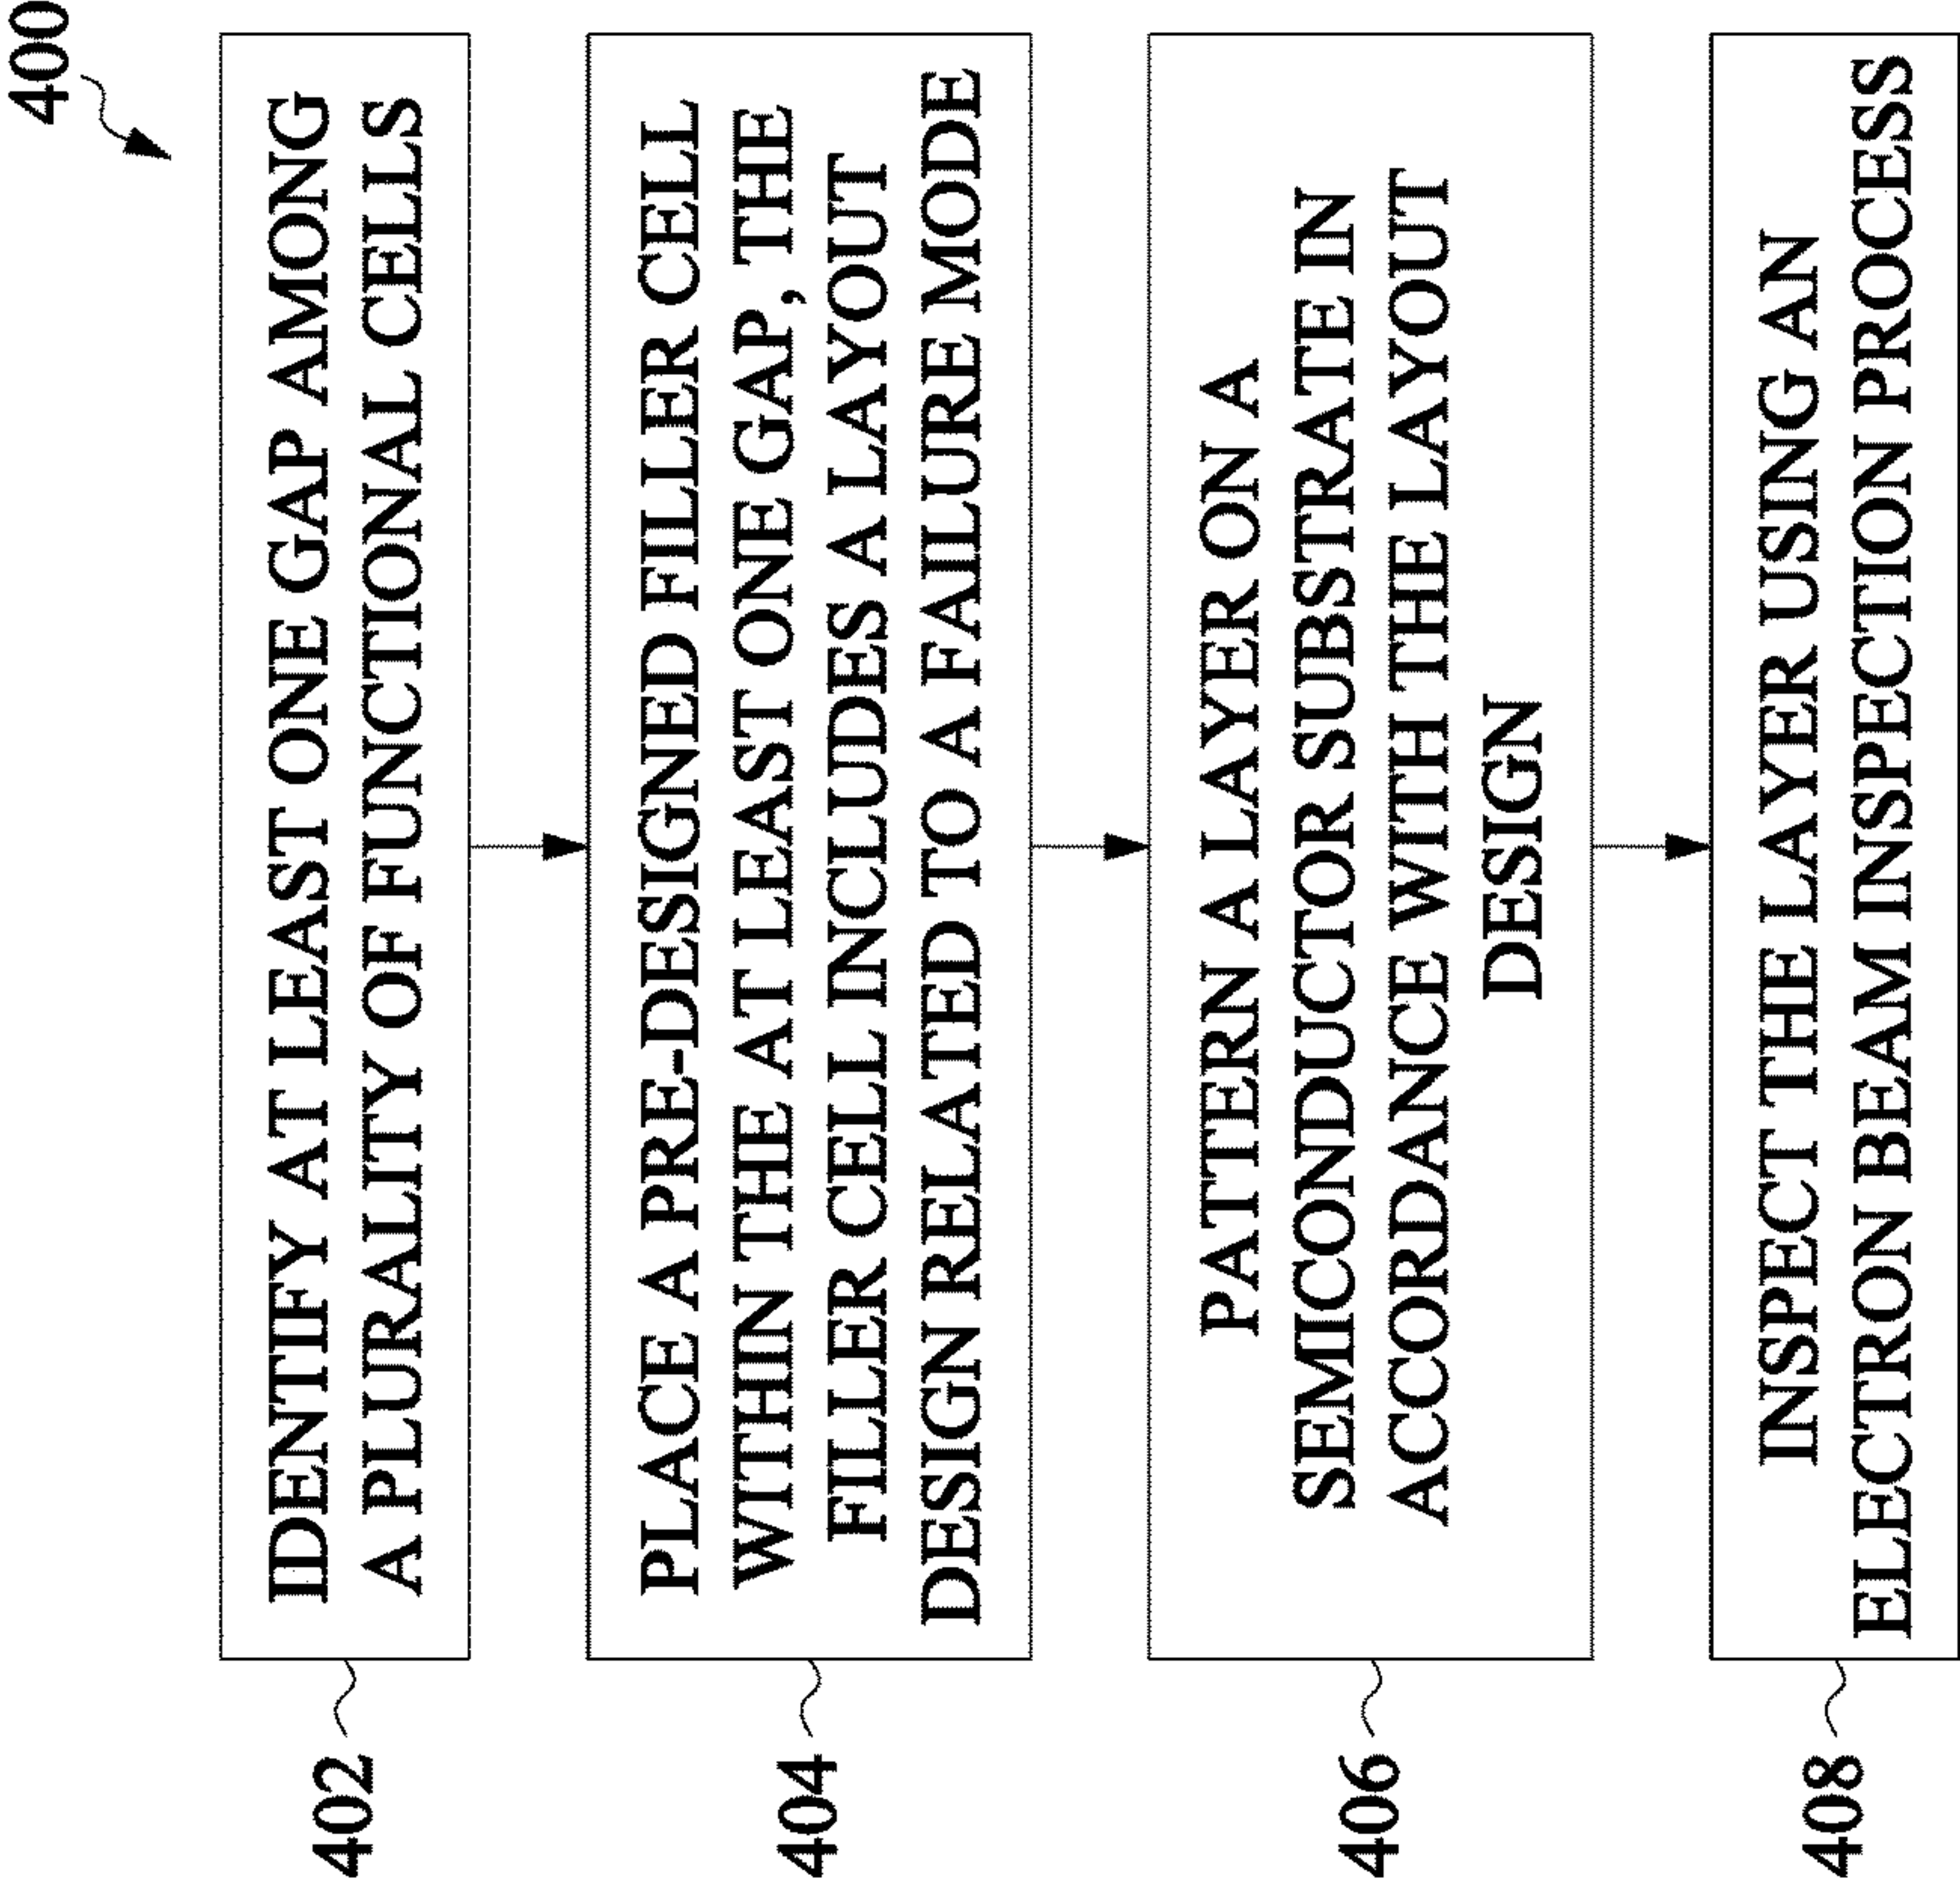 400
402
IDENTIFY AT LEAST ONE GAP AMONG
A PLURALITY OF FUNCTIONAL CELLS
404
PLACE A PRE-DESIGNED FILLER CELL
WITHIN THE AT LEAST ONE GAP, THE
FILLER CELL INCLUDES A LAYOUT
DESIGN RELATED TO A FAILURE MODE
406
PATTERN A LAYER ON A
SEMICONDUCTOR SUBSTRATE IN
ACCORDANCE WITH THE LAYOUT
DESIGN
408
INSPECT THE LAYER USING AN
ELECTRON BEAM INSPECTION PROCESS